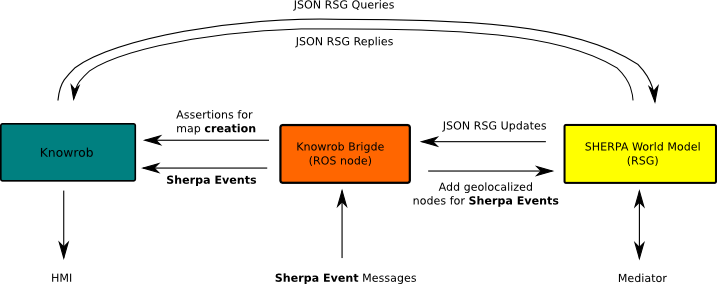 JSON RSG Queries
JSON RSG Replies
Assertions for
map creation
JSON RSG Updates
Knowrob
Knowrob Brigde
(ROS node)
SHERPA World Model
(RSG)
Sherpa Events
Add geolocalized
nodes for Sherpa Events
HMI
Sherpa Event Messages
Mediator